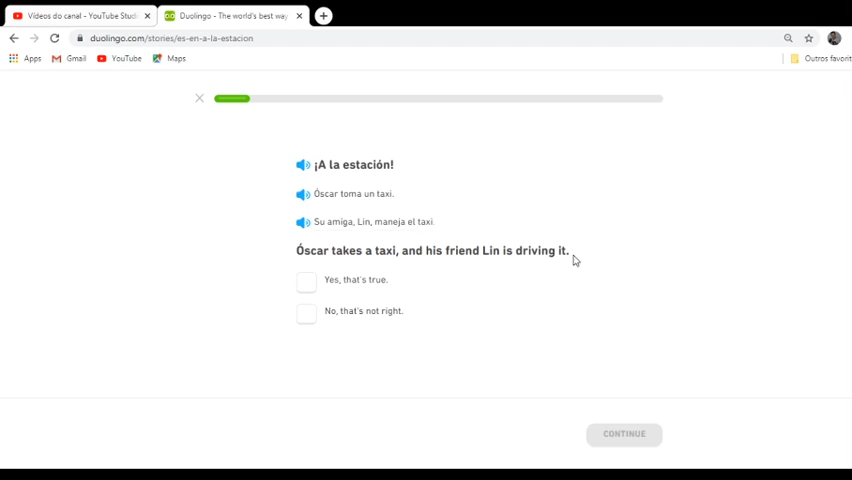 Vídeos do canal - YouTube Stud
Duolingo - The world's best way
duolingo.com/stories/es-en-a-la-estacion
Apps
Gmail
YouTube
Maps
Outros favorit
¡A la estación!
Óscar toma un taxi.
Su amiga, Lin, maneja el taxi.
Óscar takes a taxi, and his friend Lin is driving it.
Yes, that's true.
No, that's not right.
CONTINUE